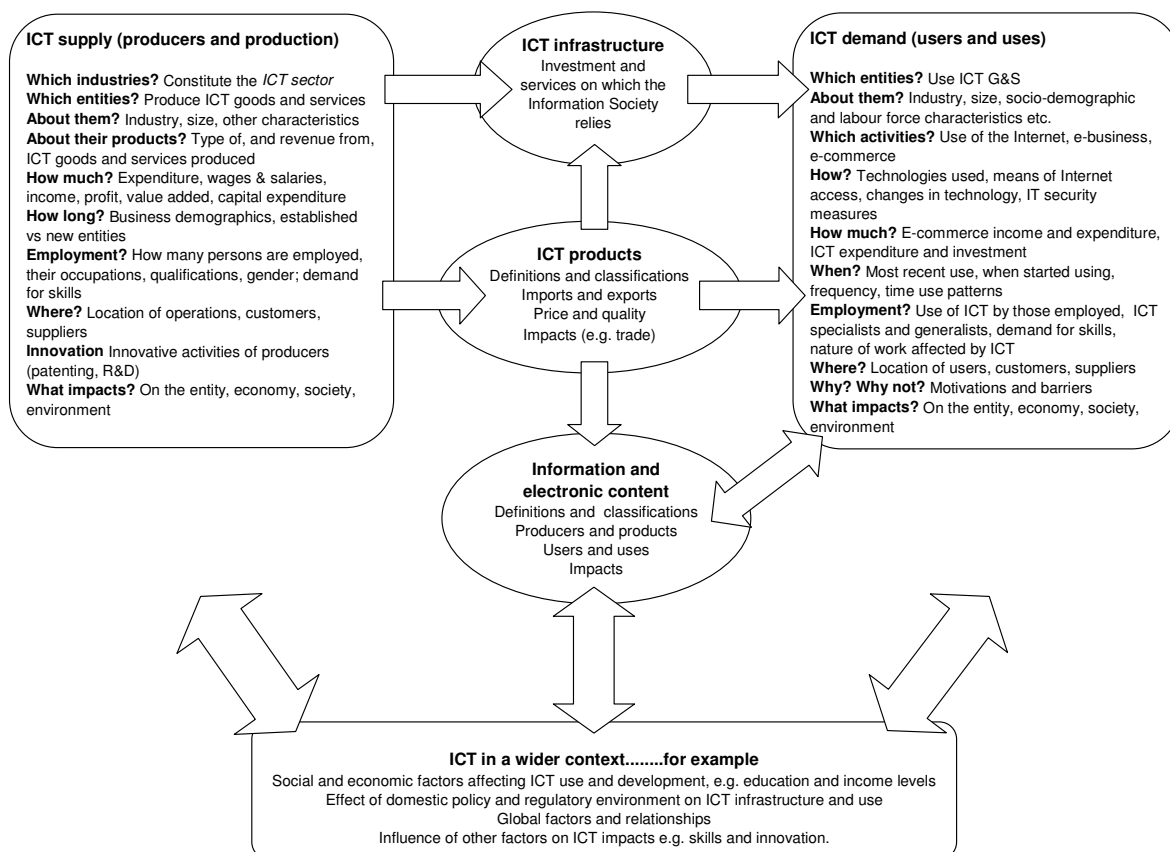 ICT supply (producers and production)
Which industries? Constitute the ICT sector
Which entities? Produce ICT goods and services
About them? Industry, size, other characteristics
About their products? Type of, and revenue from,
ICT goods and services produced
How much? Expenditure, wages & salaries,
income, profit, value added, capital expenditure
How long? Business demographics, established
vs new entities
Employment? How many persons are employed,
their occupations, qualifications, gender; demand
for skills
Where? Location of operations, customers,
suppliers
Innovation Innovative activities of producers
(patenting, R&D)
What impacts? On the entity, economy, society,
environment
ICT infrastructure
Investment and
services on which the
Information Society
relies
ICT products
Definitions and classifications
Imports and exports
Price and quality
Impacts (e.g. trade)
Information and
electronic content
Definitions and classifications
Producers and products
Users and uses
Impacts
ICT demand (users and uses)
Which entities? Use ICT G&S
About them? Industry, size, socio-demographic
and labour force characteristics etc.
Which activities? Use of the Internet, e-business,
e-commerce
How? Technologies used, means of Internet
access, changes in technology, IT security
measures
How much? E-commerce income and expenditure,
ICT expenditure and investment
When? Most recent use, when started using,
frequency, time use patterns
Employment? Use of ICT by those employed, ICT
specialists and generalists, demand for skills,
nature of work affected by ICT
Where? Location of users, customers, suppliers
Why? Why not? Motivations and barriers
What impacts? On the entity, economy, society,
environment
ICT in a wider context........for example
Social and economic factors affecting ICT use and development, e.g. education and income levels
Effect of domestic policy and regulatory environment on ICT infrastructure and use
Global factors and relationships
Influence of other factors on ICT impacts e.g. skills and innovation.